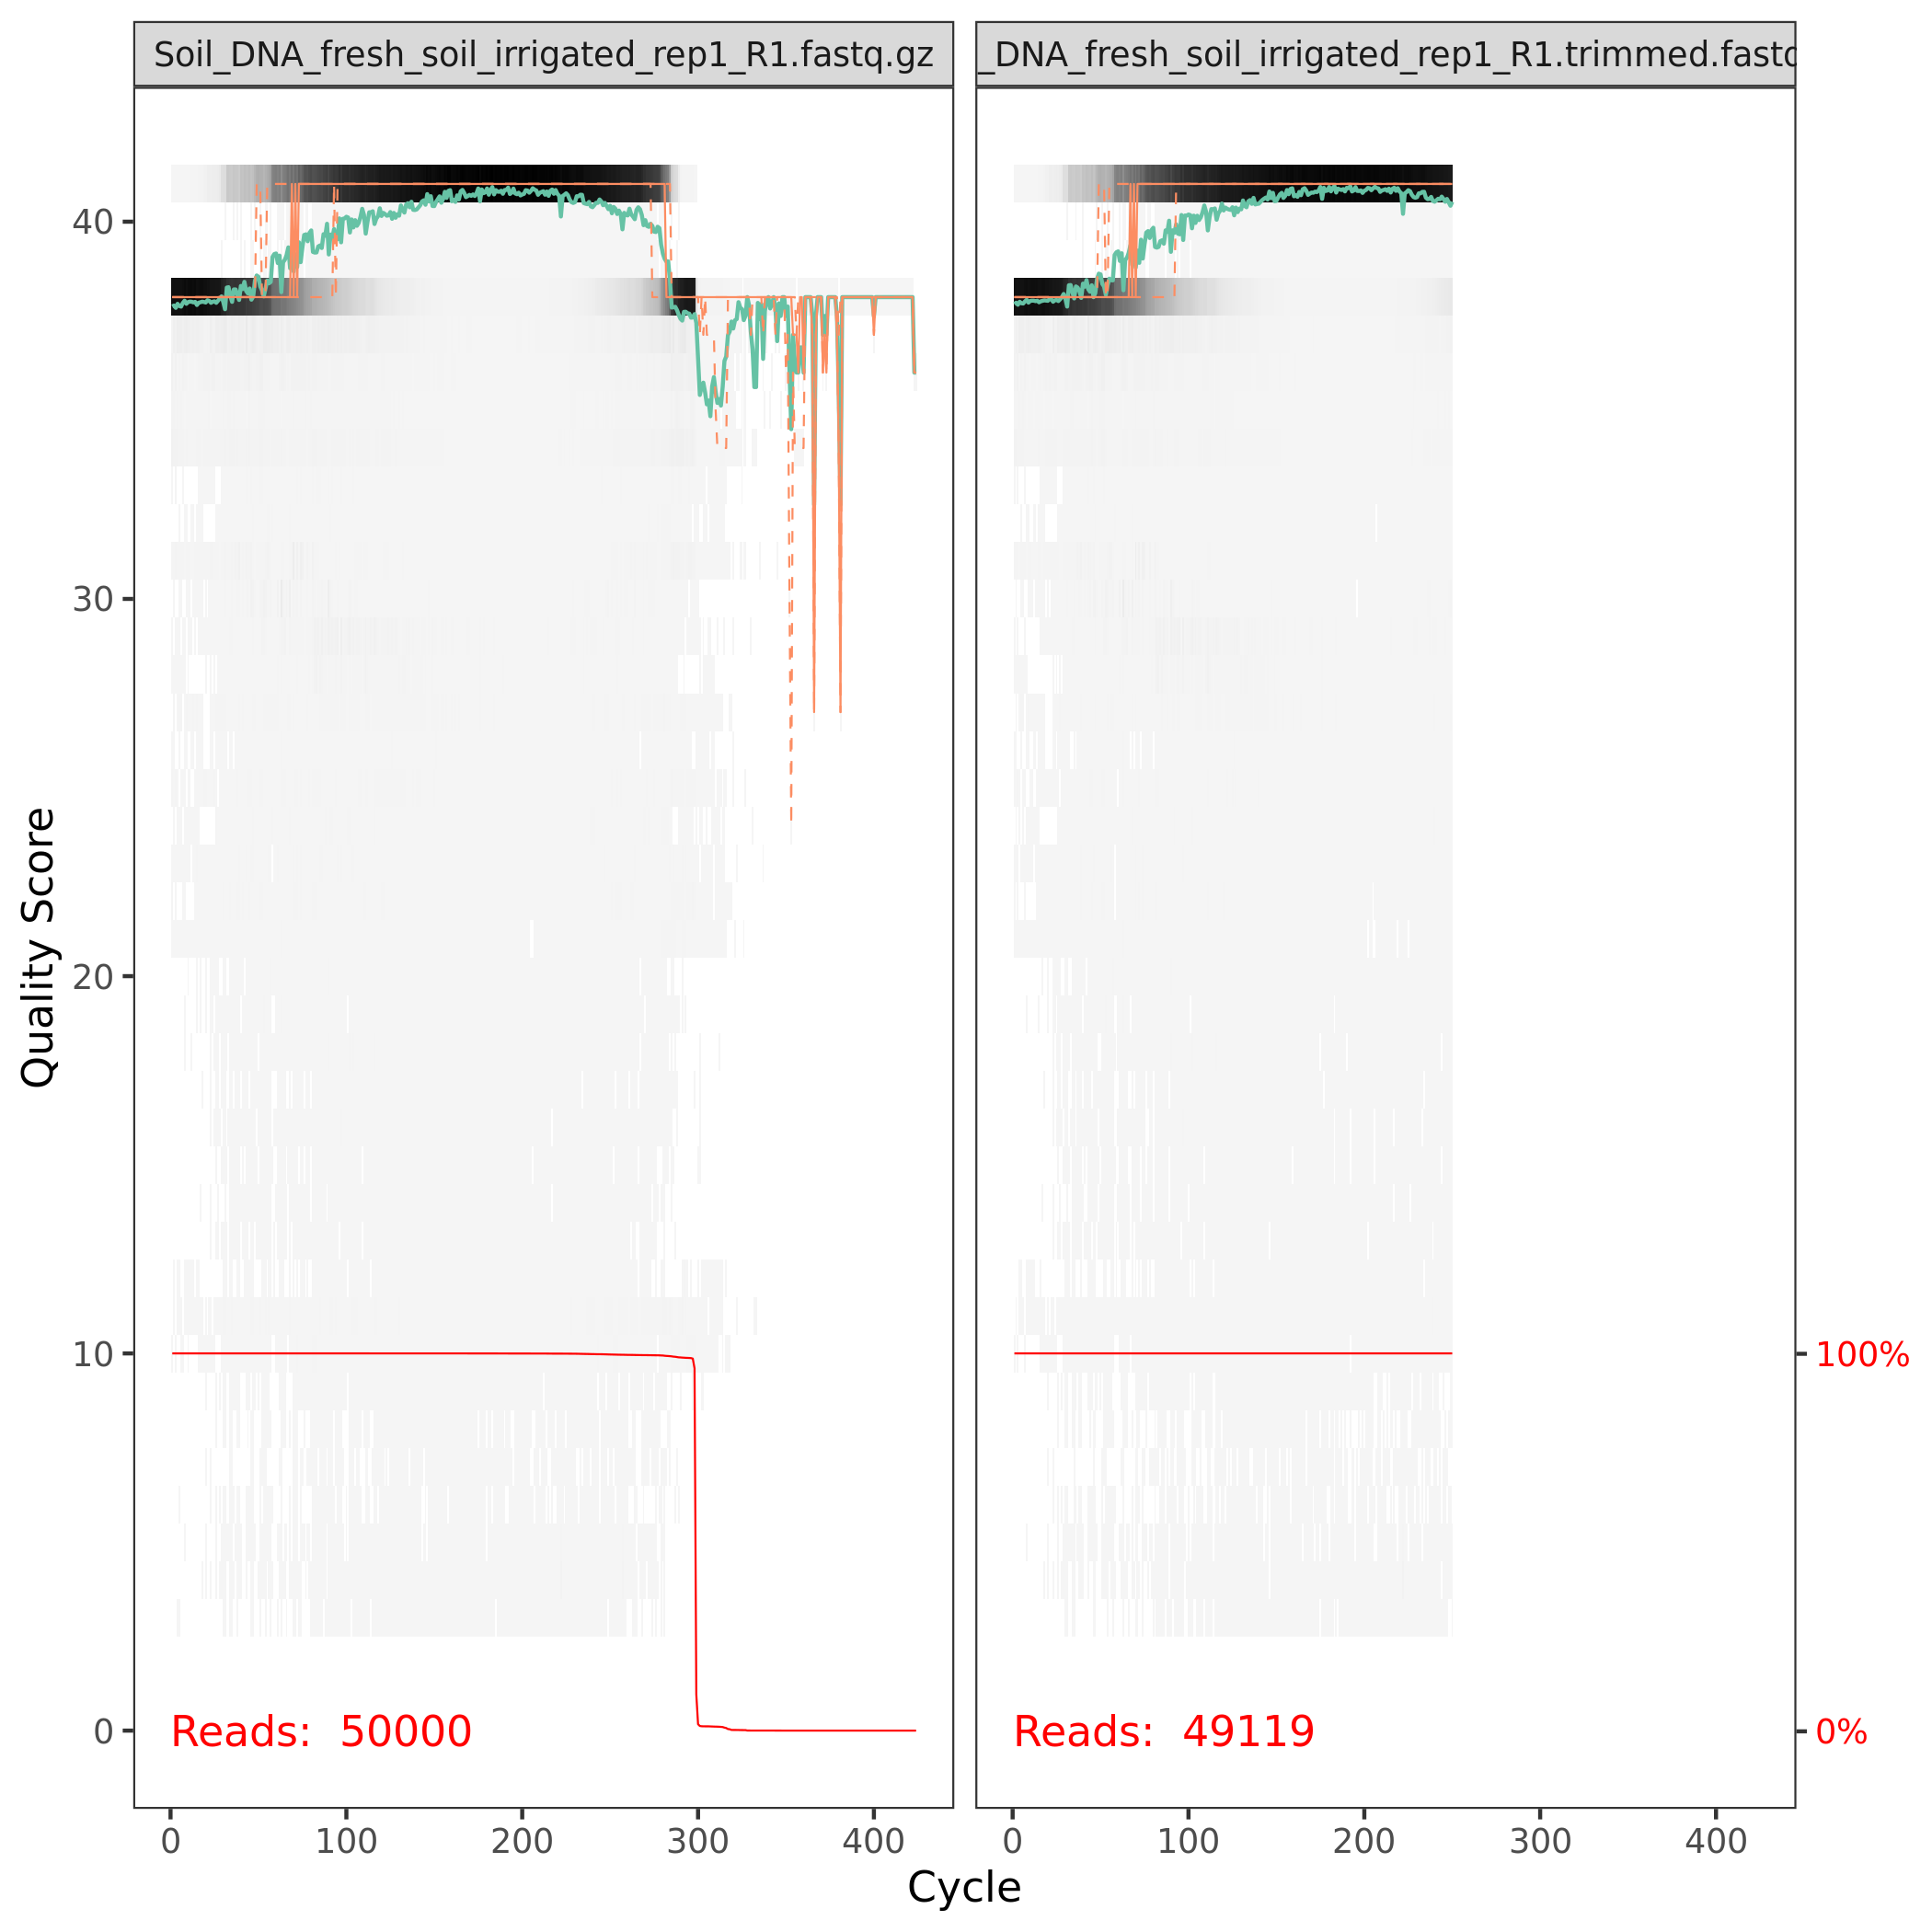 Soil_DNA_fresh_soil_irrigated_rep1_R1.fastq.gz
_DNA_fresh_soil_irrigated_rep1_R1.trimmed.fastq
Quality Score
40
30
20
10
0
100%
0%
Reads: 50000
Reads: 49119
0 100 200 300 400
0 100 200 300 400
Cycle